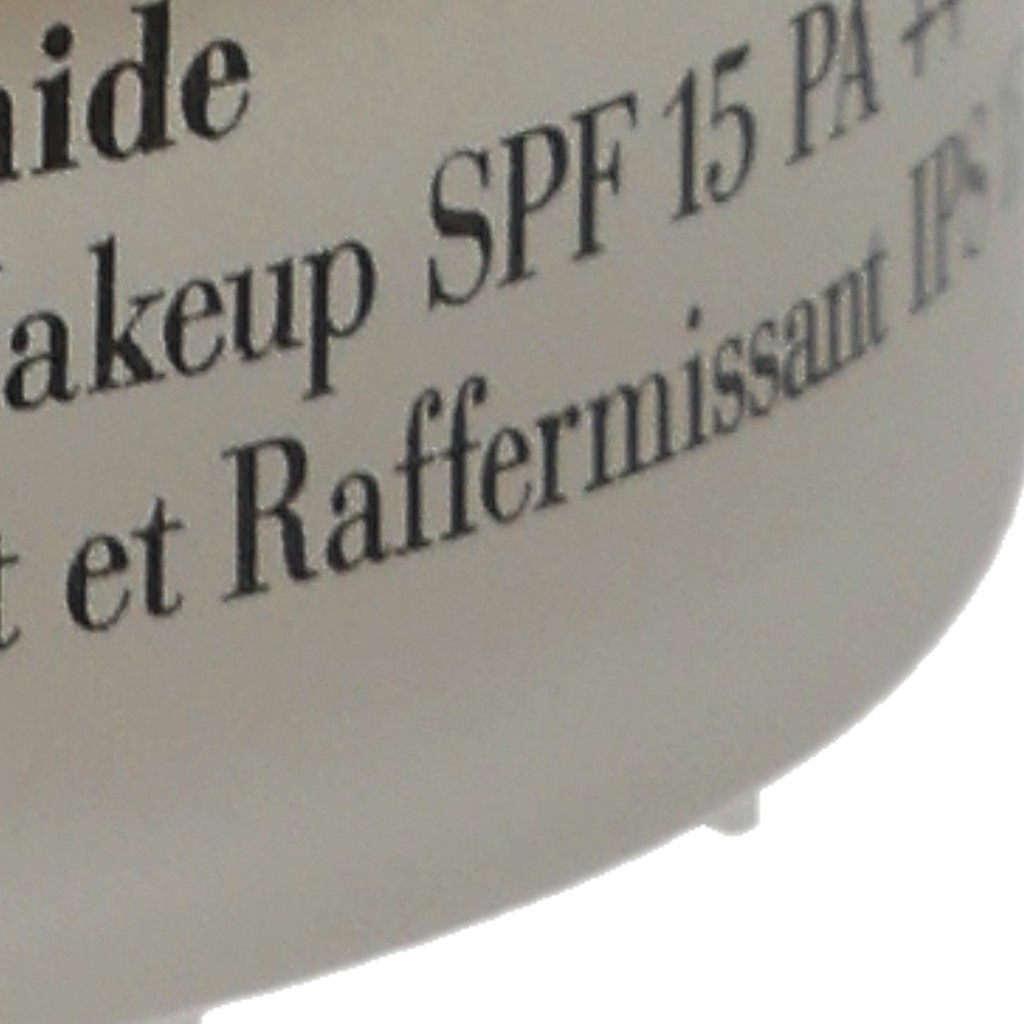 ide
akeup SPF 15 PA
et Raffermissant